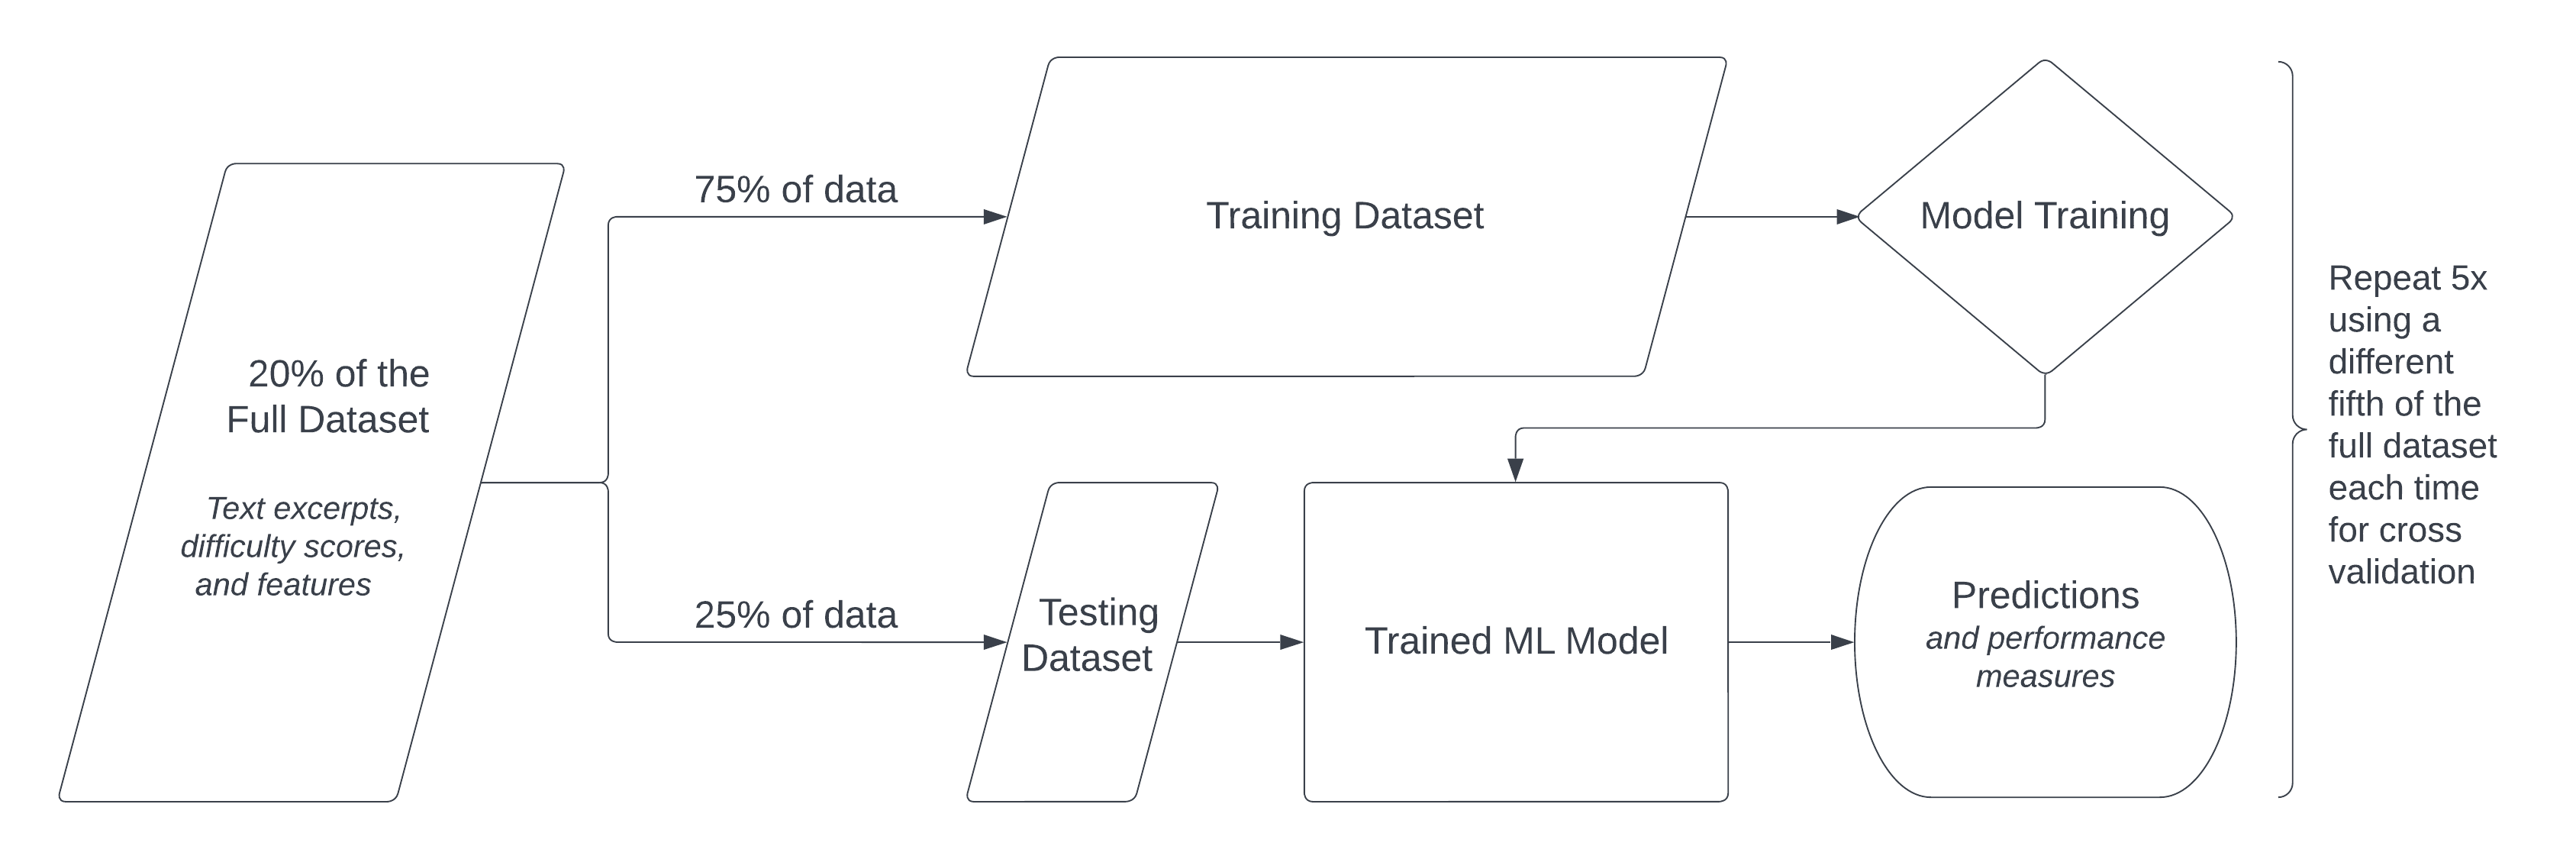 20% of the
Full Dataset
Text excerpts,
difficulty scores,
and features
75% of data
Training Dataset
Model Training
25% of data
Testing
Dataset
Trained ML Model
Predictions
and performance
measures
Repeat 5x
using a
different
fifth of the
full dataset
each time
for cross
validation